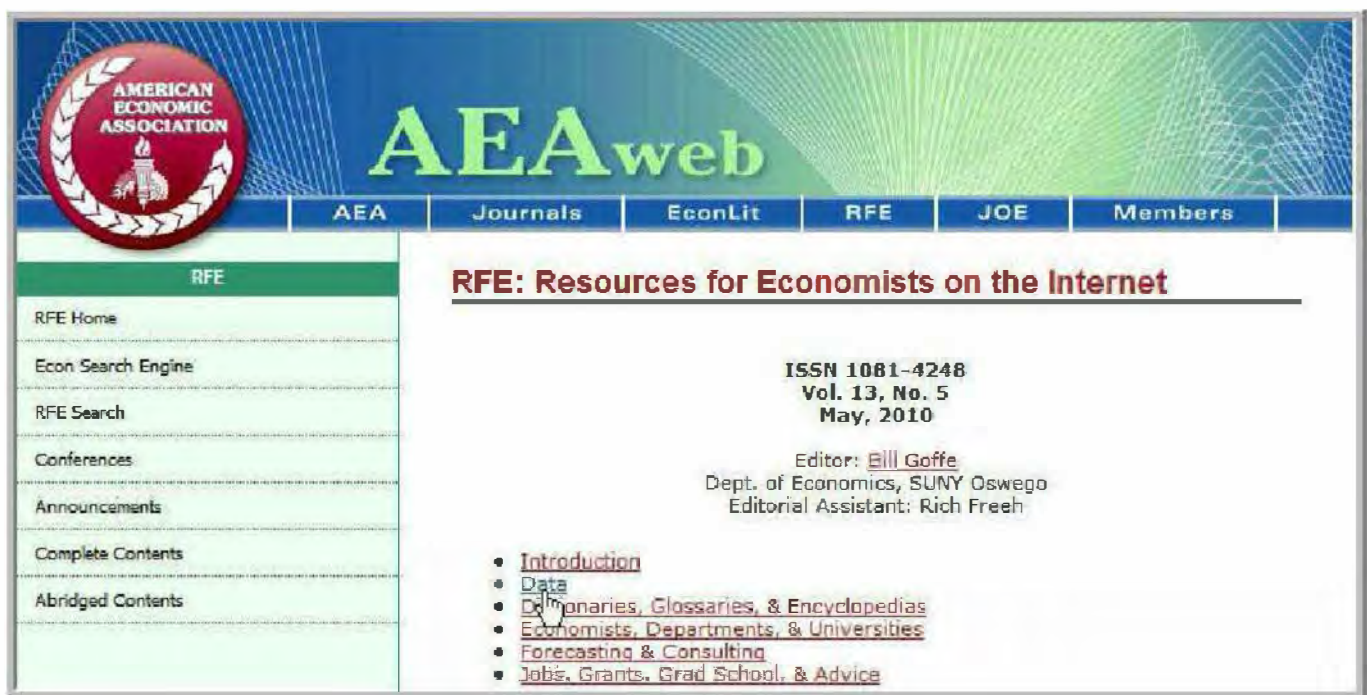 AMERICAN
ECONOMIC
ASSOCIATION
AEAweb
AEA Journals EconLit RFE JOE Members
RFE
RFE Home
Econ Search Engine
RFE Search
Conferences
Announcements
Complete Contents
Abridged Contents
RFE: Resources for Economists on the Internet
ISSN 1081-4248
Vol. 13, No. 5
May, 2010
Editor: Bill Goffe
Dept. of Economics, SUNY Oswego
Editorial Assistant: Rich Freeh
• Introduction
• Data
• Dictionaries, Glossaries, & Encyclopedias
• Economists, Departments, & Universities
• Forecasting & Consulting
• Jobs, Grants, Grad School, & Advice